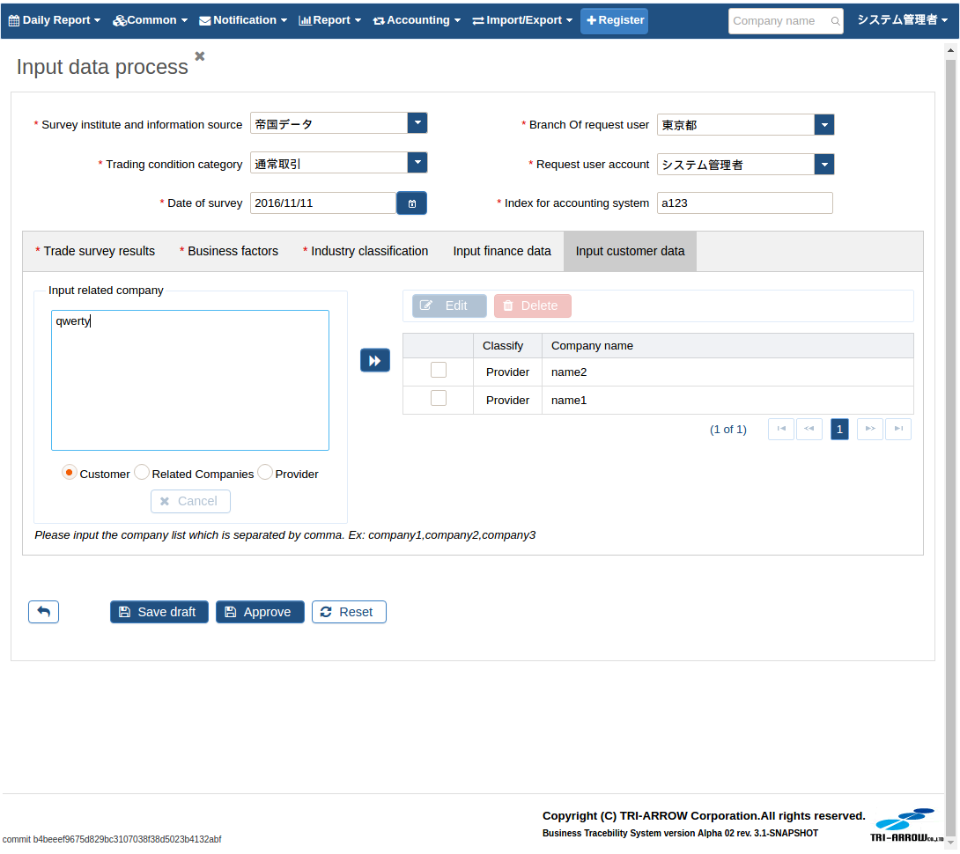 Daily Report Common Notification Report Accounting Import/Export Register Company name システム管理者
Input data process
* Survey institute and information source 帝国データ * Branch Of request user 東京都
* Trading condition category 通常取引 * Request user account システム管理者
* Date of survey 2016/11/11 * Index for accounting system a123
* Trade survey results * Business factors * Industry classification Input finance data Input customer data
Input related company
qwerty
Edit Delete
Classify Company name
Provider name2
Provider name1
(1 of 1) 1
Customer Related Companies Provider
Cancel
Please input the company list which is separated by comma. Ex: company1,company2,company3
Save draft Approve Reset
Copyright (C) TRI-ARROW Corporation.All rights reserved.
Business Tracebility System version Alpha 02 rev. 3.1-SNAPSHOT
TRI-ARROW CO.,LTD
commit b4beeef9675d829bc3107038f38d5023b4132abf